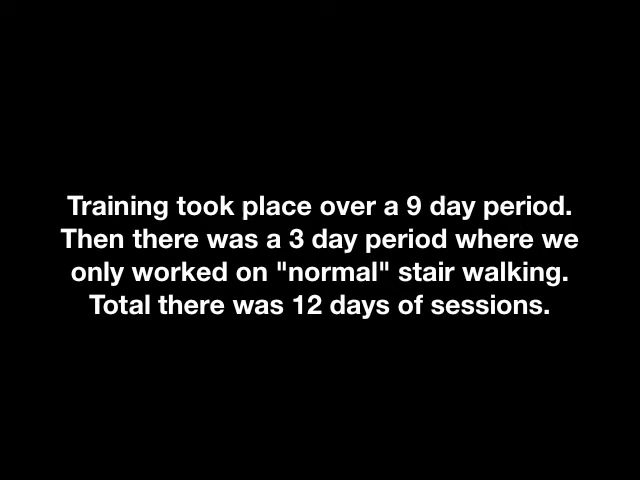 Training took place over a 9 day period.
Then there was a 3 day period where we
only worked on "normal" stair walking.
Total there was 12 days of sessions.